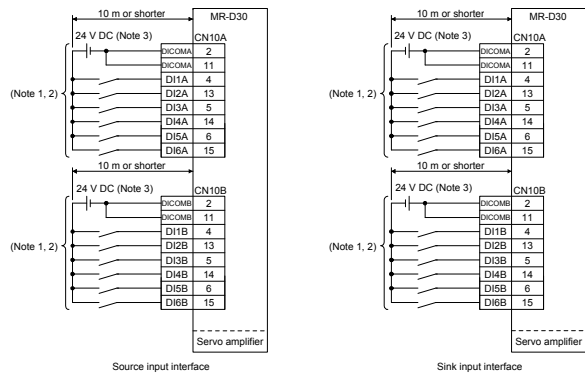 10 m or shorter
MR-D30
24 V DC (Note 3)
CN10A
DICOMA 2
DICOMA 11
DI1A 4
DI2A 13
(Note 1, 2)
DI3A 5
DI4A 14
DI5A 6
DI6A 15
10 m or shorter
24 V DC (Note 3)
CN10B
DICOMB 2
DICOMB 11
DI1B 4
DI2B 13
(Note 1, 2)
DI3B 5
DI4B 14
DI5B 6
DI6B 15
Servo amplifier
Source input interface
10 m or shorter
MR-D30
24 V DC (Note 3)
CN10A
DICOMA 2
DICOMA 11
DI1A 4
DI2A 13
(Note 1, 2)
DI3A 5
DI4A 14
DI5A 6
DI6A 15
10 m or shorter
24 V DC (Note 3)
CN10B
DICOMB 2
DICOMB 11
DI1B 4
DI2B 13
(Note 1, 2)
DI3B 5
DI4B 14
DI5B 6
DI6B 15
Servo amplifier
Sink input interface